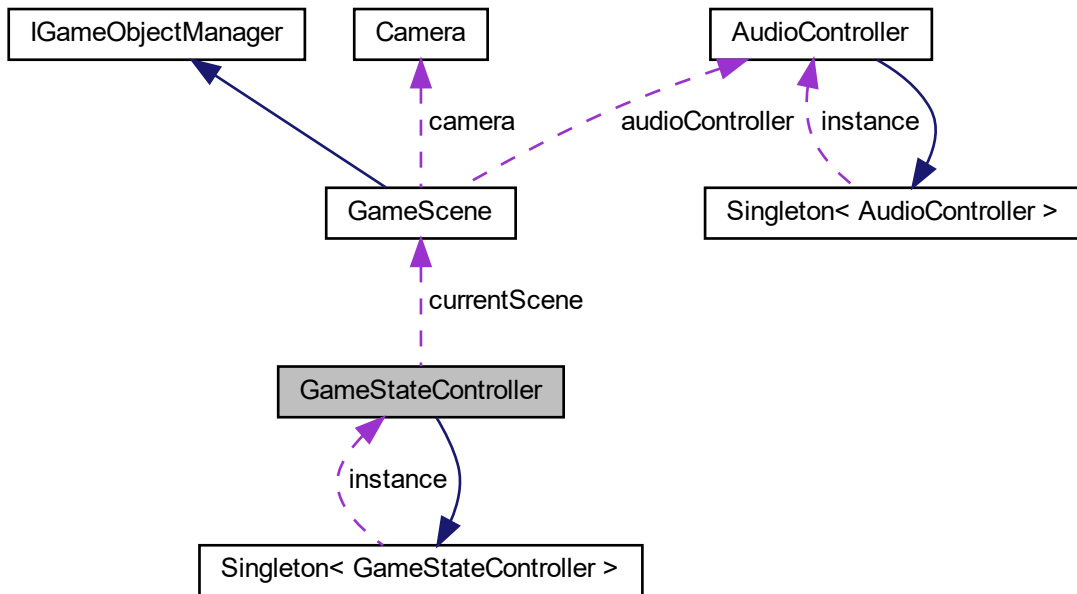 IGameObjectManager
Camera
AudioController
camera
audioController
instance
GameScene
Singleton< AudioController >
currentScene
GameStateController
instance
Singleton< GameStateController >